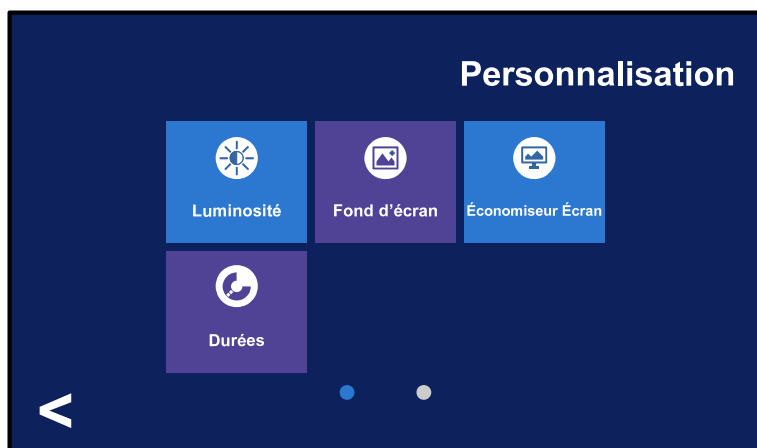 Personnalisation
Luminosité
Fond d'écran
Économiseur Écran
Durées
<